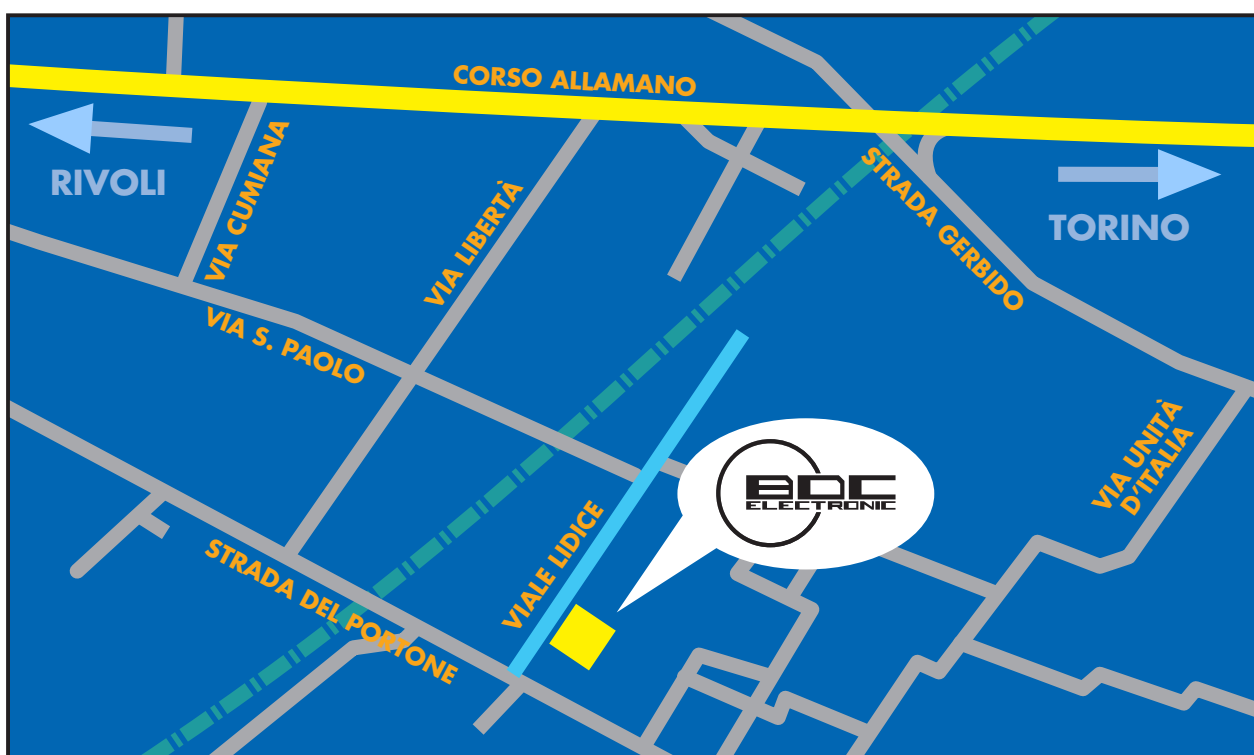 CORSO ALLAMANO
RIVOLI
VIA CUMIANA
VIA LIBERTÀ
STRADA GERBIDO
TORINO
VIA S. PAOLO
VIA UNITÀ
D'ITALIA
BDC
ELECTRONIC
VIALE LIDICE
STRADA DEL PORTONE